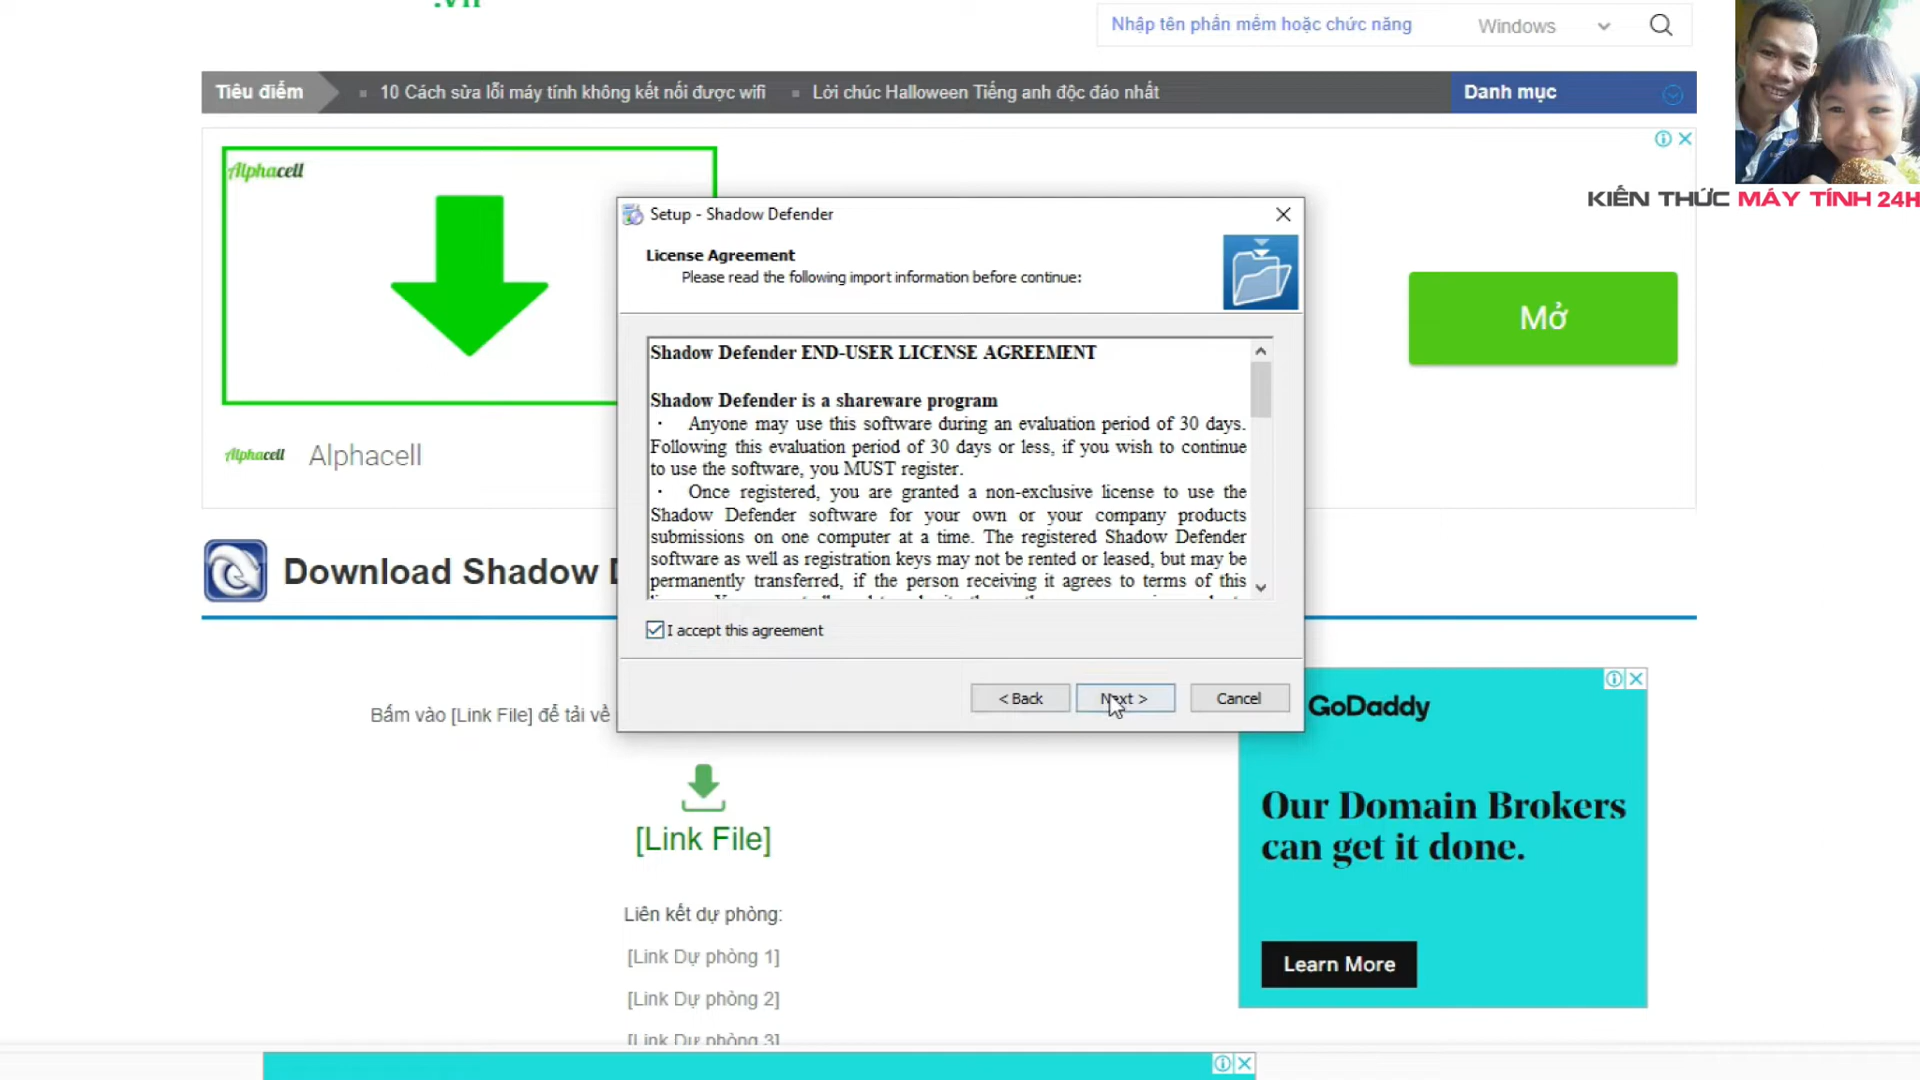 .vn
Nhập tên phần mềm hoặc chức năng
Windows
Tiêu điểm
10 Cách sửa lỗi máy tính không kết nối được wifi
Lời chúc Halloween Tiếng anh độc đáo nhất
Danh mục
KIẾN THỨC MÁY TÍNH 24H
Alphacell
Mở
Alphacell
Alphacell
Setup - Shadow Defender
License Agreement
Please read the following import information before continue:
Shadow Defender END-USER LICENSE AGREEMENT
Shadow Defender is a shareware program
· Anyone may use this software during an evaluation period of 30 days.
Following this evaluation period of 30 days or less, if you wish to continue
to use the software, you MUST register.
· Once registered, you are granted a non-exclusive license to use the
Shadow Defender software for your own or your company products
submissions on one computer at a time. The registered Shadow Defender
software as well as registration keys may not be rented or leased, but may be
permanently transferred, if the person receiving it agrees to terms of this
I accept this agreement
< Back
Next >
Cancel
Download Shadow
Bấm vào [Link File] để tải về
[Link File]
Liên kết dự phòng:
[Link Dự phòng 1]
[Link Dự phòng 2]
[Link Dự phòng 3]
GoDaddy
Our Domain Brokers
can get it done.
Learn More